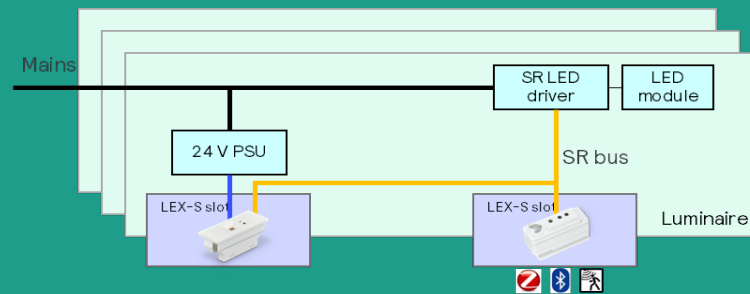 Mains
SR LED
driver
LED
module
24 V PSU
SR bus
LEX-S slot
LEX-S slot
Luminaire